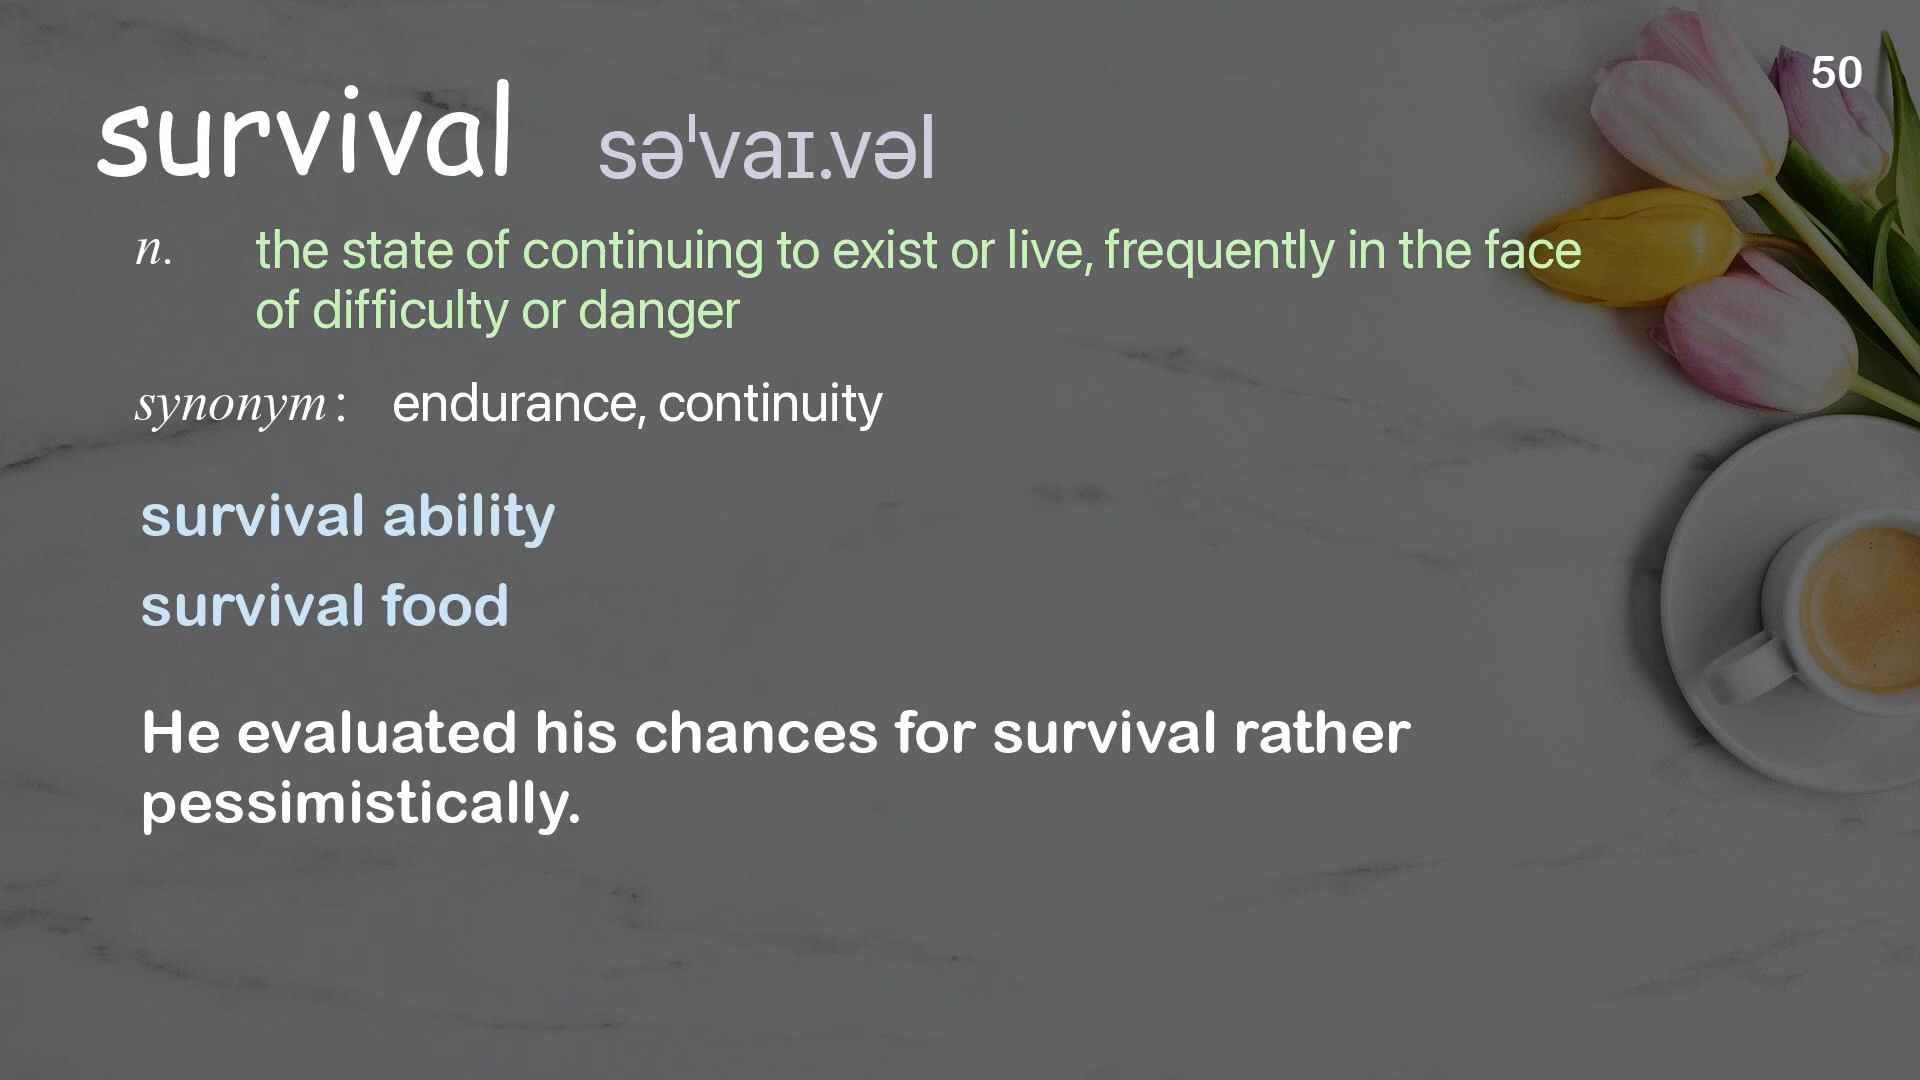 50
survival səˈvaɪ.vəl
n. the state of continuing to exist or live, frequently in the face
of difficulty or danger
synonym: endurance, continuity
survival ability
survival food
He evaluated his chances for survival rather
pessimistically.